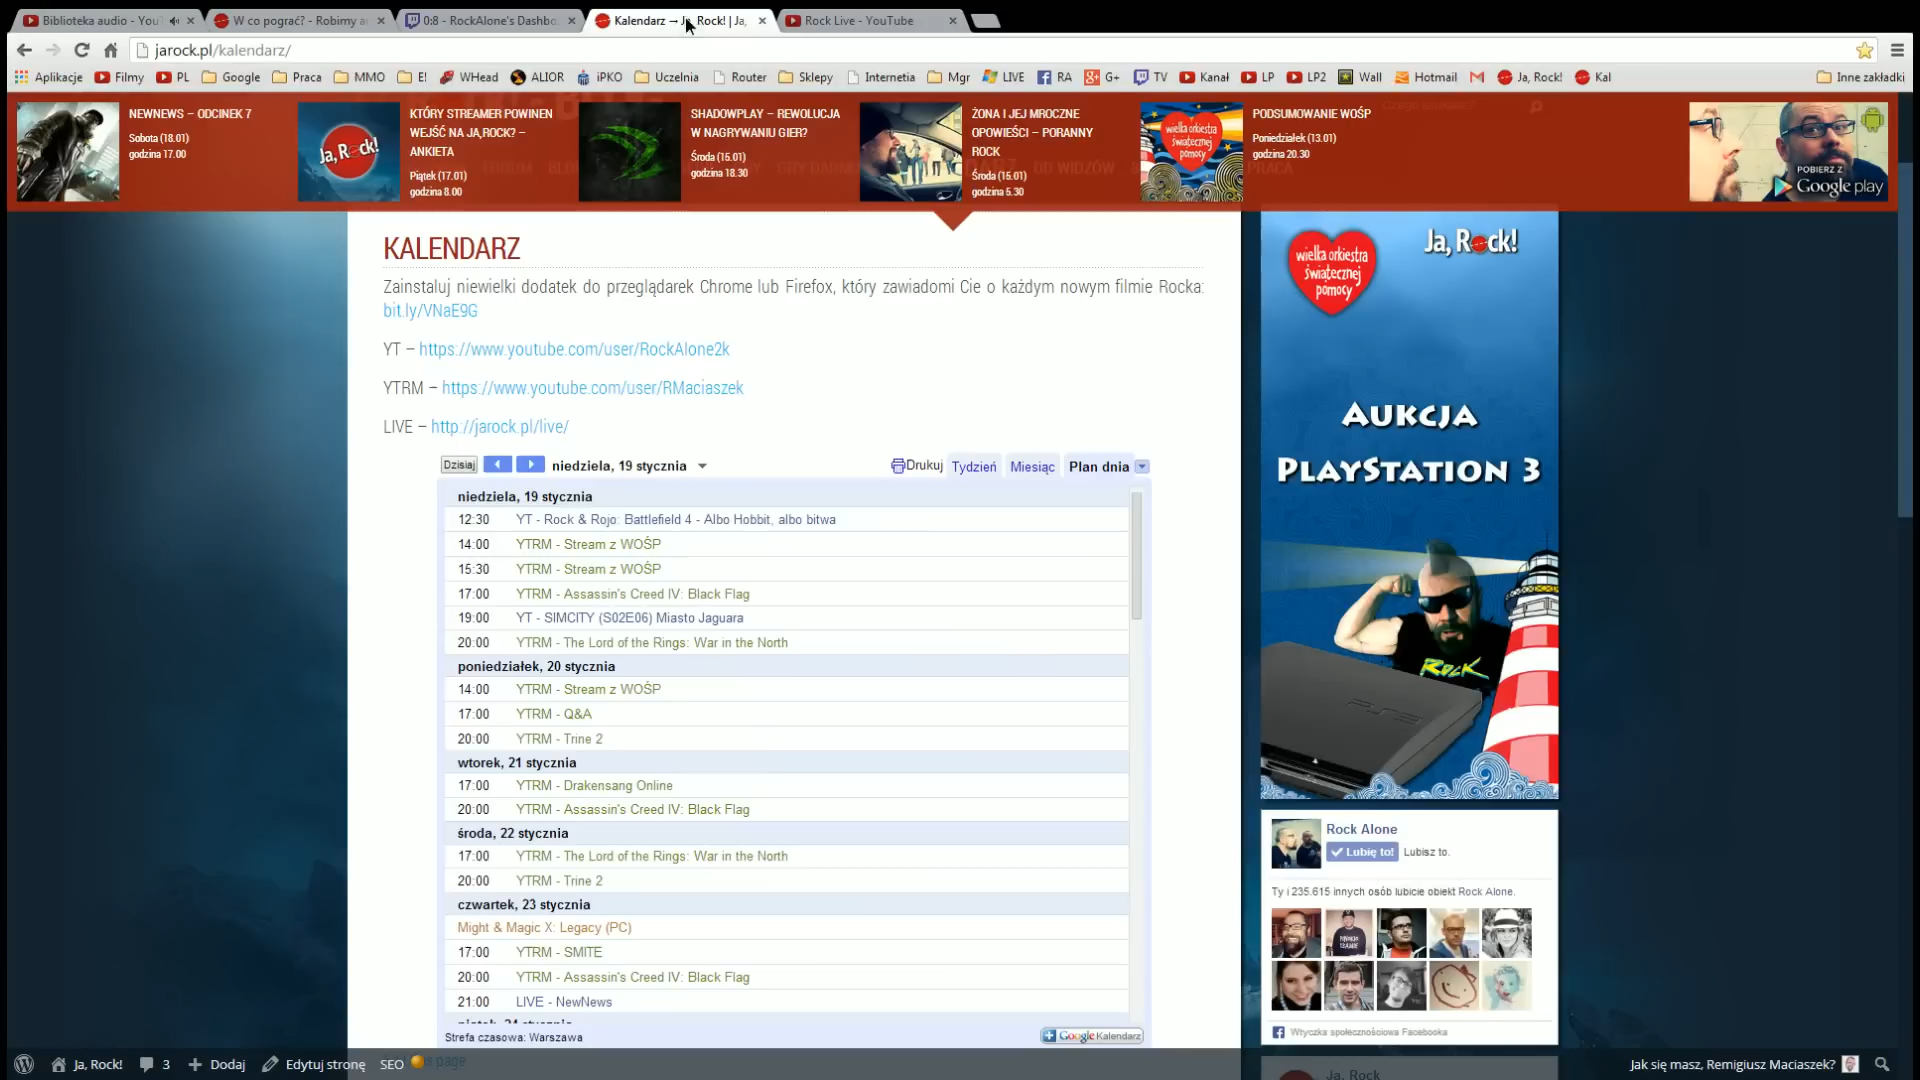 Biblioteka audio - You
W co pograć? - Robimy a
0:8 - RockAlone's Dashbo
Kalendarz → Ja, Rock! | Ja,
Rock Live - YouTube
jarock.pl/kalendarz/
Aplikacje Filmy PL Google Praca MMO E! WHead ALIOR iPKO Uczelnia Router Sklepy Internetia Mgr LIVE RA G+ TV Kanał LP LP2 Wall Hotmail Ja, Rock! Kal Inne zakładki
NEWNEWS – ODCINEK 7
Sobota (18.01)
godzina 17.00
Ja, Rock!
KTÓRY STREAMER POWINEN
WEJŚĆ NA JA,ROCK? –
ANKIETA
Piątek (17.01)
godzina 8.00
SHADOWPLAY – REWOLUCJA
W NAGRYWANIU GIER?
Środa (15.01)
godzina 18.30
ŻONA I JEJ MROCZNE
OPOWIEŚCI – PORANNY
ROCK
Środa (15.01)
godzina 5.30
wielka orkiestra
świątecznej
pomocy
PODSUMOWANIE WOŚP
Poniedziałek (13.01)
godzina 20.30
POBIERZ Z
Google play
KALENDARZ
Zainstaluj niewielki dodatek do przeglądarek Chrome lub Firefox, który zawiadomi Cie o każdym nowym filmie Rocka:
bit.ly/VNaE9G
YT – https://www.youtube.com/user/RockAlone2k
YTRM – https://www.youtube.com/user/RMaciaszek
LIVE – http://jarock.pl/live/
Dzisiaj niedziela, 19 stycznia Drukuj Tydzień Miesiąc Plan dnia
niedziela, 19 stycznia
12:30 YT - Rock & Rojo: Battlefield 4 - Albo Hobbit, albo bitwa
14:00 YTRM - Stream z WOŚP
15:30 YTRM - Stream z WOŚP
17:00 YTRM - Assassin's Creed IV: Black Flag
19:00 YT - SIMCITY (S02E06) Miasto Jaguara
20:00 YTRM - The Lord of the Rings: War in the North
poniedziałek, 20 stycznia
14:00 YTRM - Stream z WOŚP
17:00 YTRM - Q&A
20:00 YTRM - Trine 2
wtorek, 21 stycznia
17:00 YTRM - Drakensang Online
20:00 YTRM - Assassin's Creed IV: Black Flag
środa, 22 stycznia
17:00 YTRM - The Lord of the Rings: War in the North
20:00 YTRM - Trine 2
czwartek, 23 stycznia
Might & Magic X: Legacy (PC)
17:00 YTRM - SMITE
20:00 YTRM - Assassin's Creed IV: Black Flag
21:00 LIVE - NewNews
piątek, 24 stycznia
Strefa czasowa: Warszawa
Google Kalendarz
wielka orkiestra
świątecznej
pomocy
Ja, Rock!
AUKCJA
PLAYSTATION 3
ROCK
PS3
Rock Alone
Lubię to! Lubisz to.
Ty i 235.615 innych osób lubicie obiekt Rock Alone.
Wtyczka społecznościowa Facebooka
Ja, Rock
Ja, Rock! 3 Dodaj Edytuj stronę SEO
Jak się masz, Remigiusz Maciaszek?